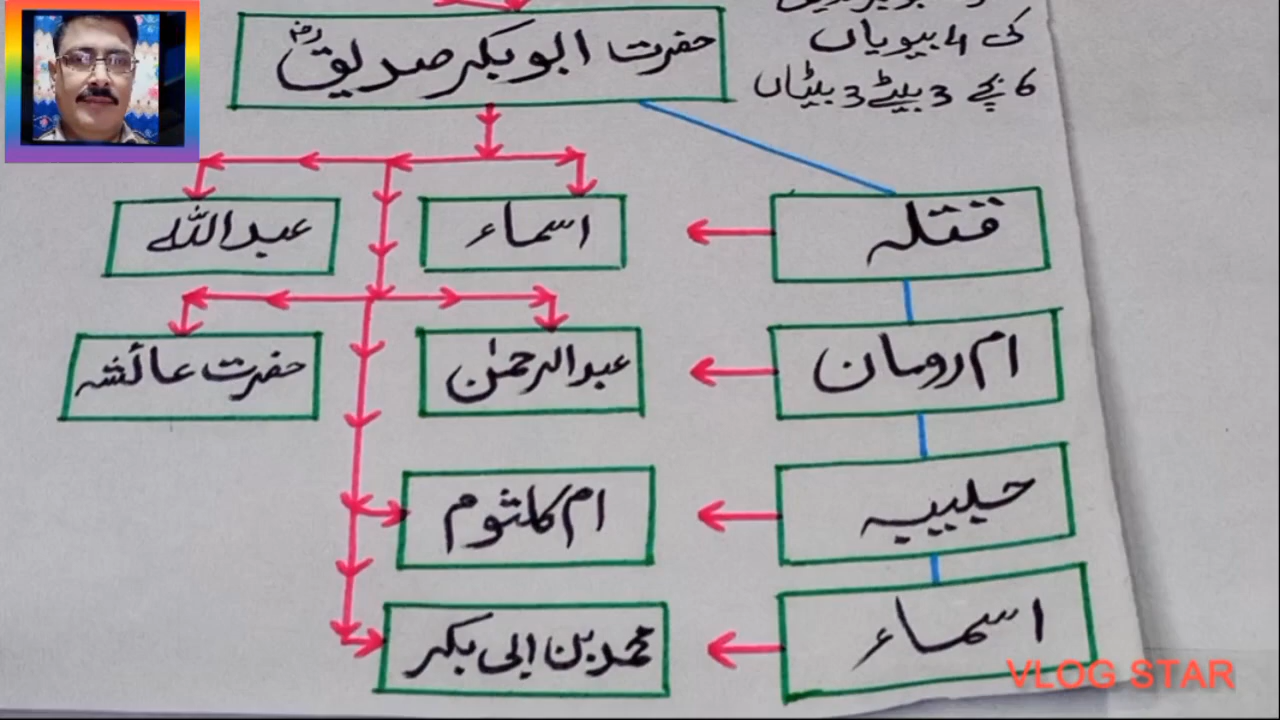 کی 4 بیویاں
6 بچے 3 بیٹے 3 بیٹیاں
حضرت ابوبکر صدیقؓ
قتلہ
اسماء
عبداللہ
ام رومان
عبدالرحمٰن
حضرت عائشہ
حبیبہ
ام کلثوم
اسماء
محمد بن ابی بکر
VLOG STAR